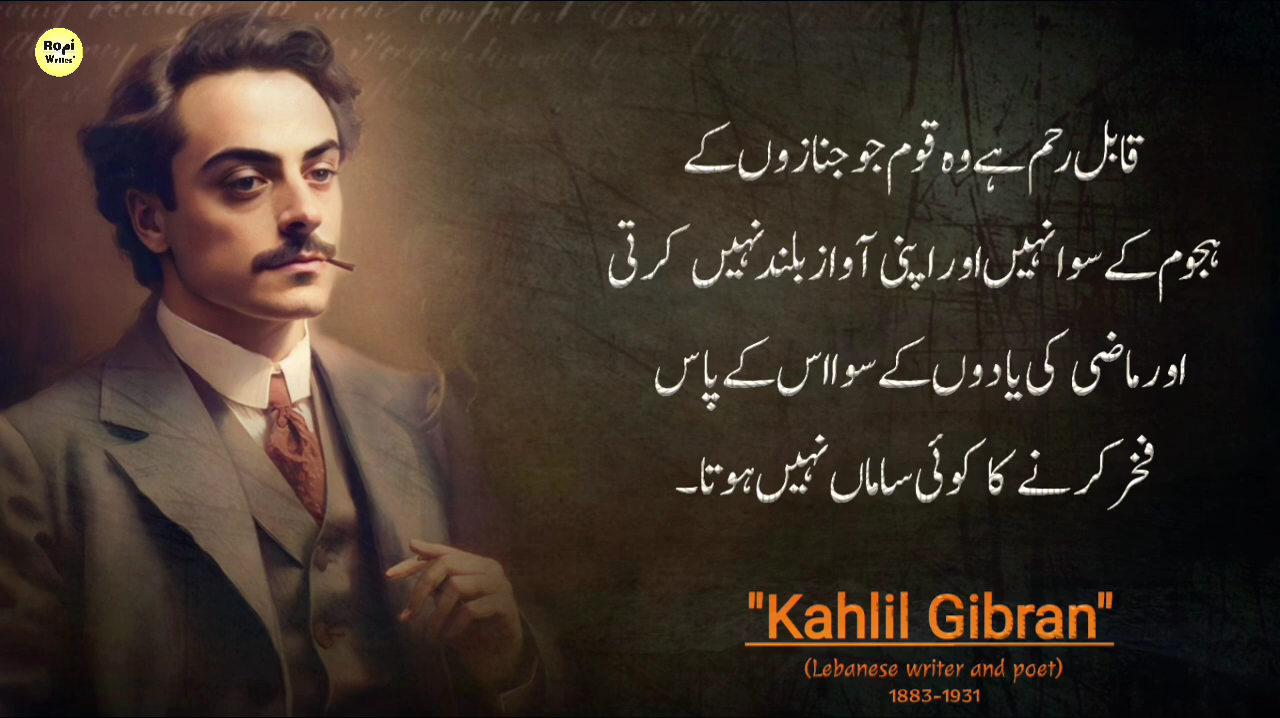 Ropi
Writes'
قابل رحم ہے وہ قوم جو جنازوں کے
ہجوم کے سوا نہیں اور اپنی آواز بلند نہیں کرتی
اور ماضی کی یادوں کے سوا اس کے پاس
فخر کرنے کا کوئی ساماں نہیں ہوتا۔
"Kahlil Gibran"
(Lebanese writer and poet)
1883-1931